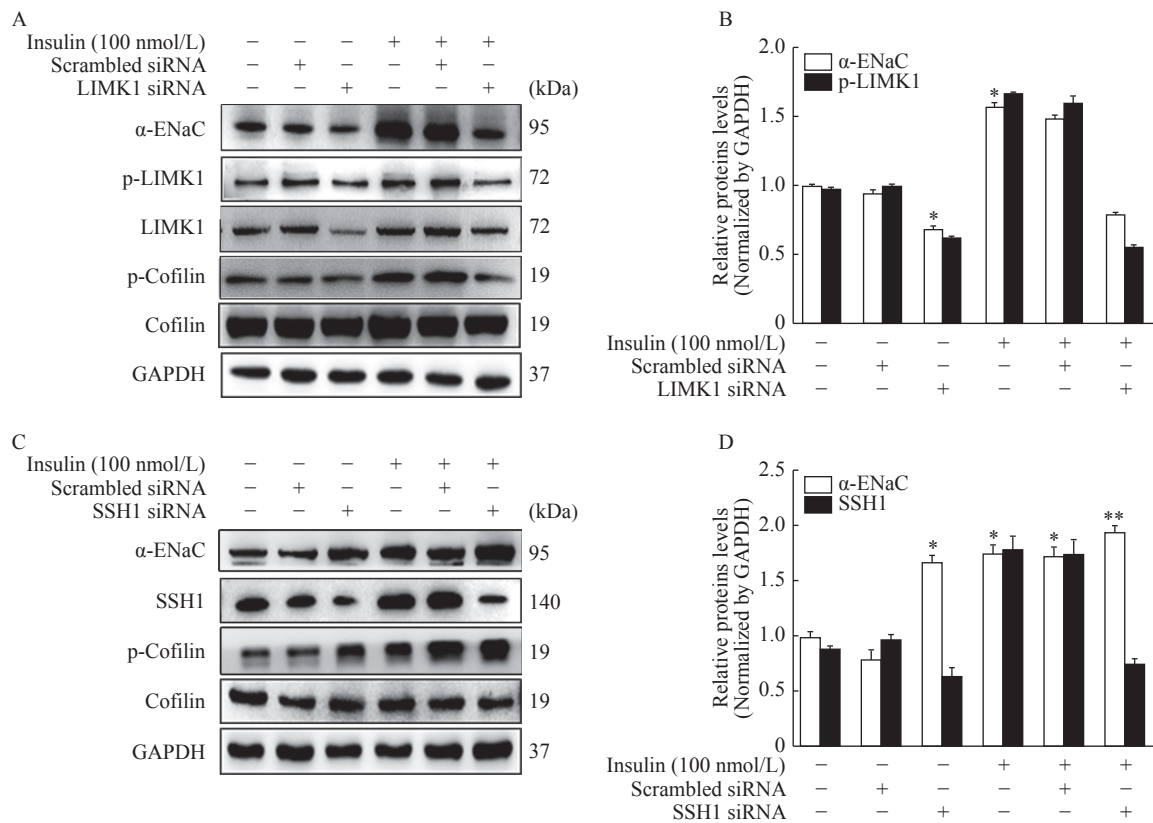 A
Insulin (100 nmol/L) − − − + + +
Scrambled siRNA − + − − + −
LIMK1 siRNA − − + − − + (kDa)
α-ENaC 95
p-LIMK1 72
LIMK1 72
p-Cofilin 19
Cofilin 19
GAPDH 37
B
Relative proteins levels
(Normalized by GAPDH)
2.0
1.5
1.0
0.5
0
α-ENaC
p-LIMK1
* *
Insulin (100 nmol/L) − − − + + +
Scrambled siRNA − + − − + −
LIMK1 siRNA − − + − − +
C
Insulin (100 nmol/L) − − − + + +
Scrambled siRNA − + − − + −
SSH1 siRNA − − + − − + (kDa)
α-ENaC 95
SSH1 140
p-Cofilin 19
Cofilin 19
GAPDH 37
D
Relative proteins levels
(Normalized by GAPDH)
2.5
2.0
1.5
1.0
0.5
0
α-ENaC
SSH1
* * * **
Insulin (100 nmol/L) − − − + + +
Scrambled siRNA − + − − + −
SSH1 siRNA − − + − − +